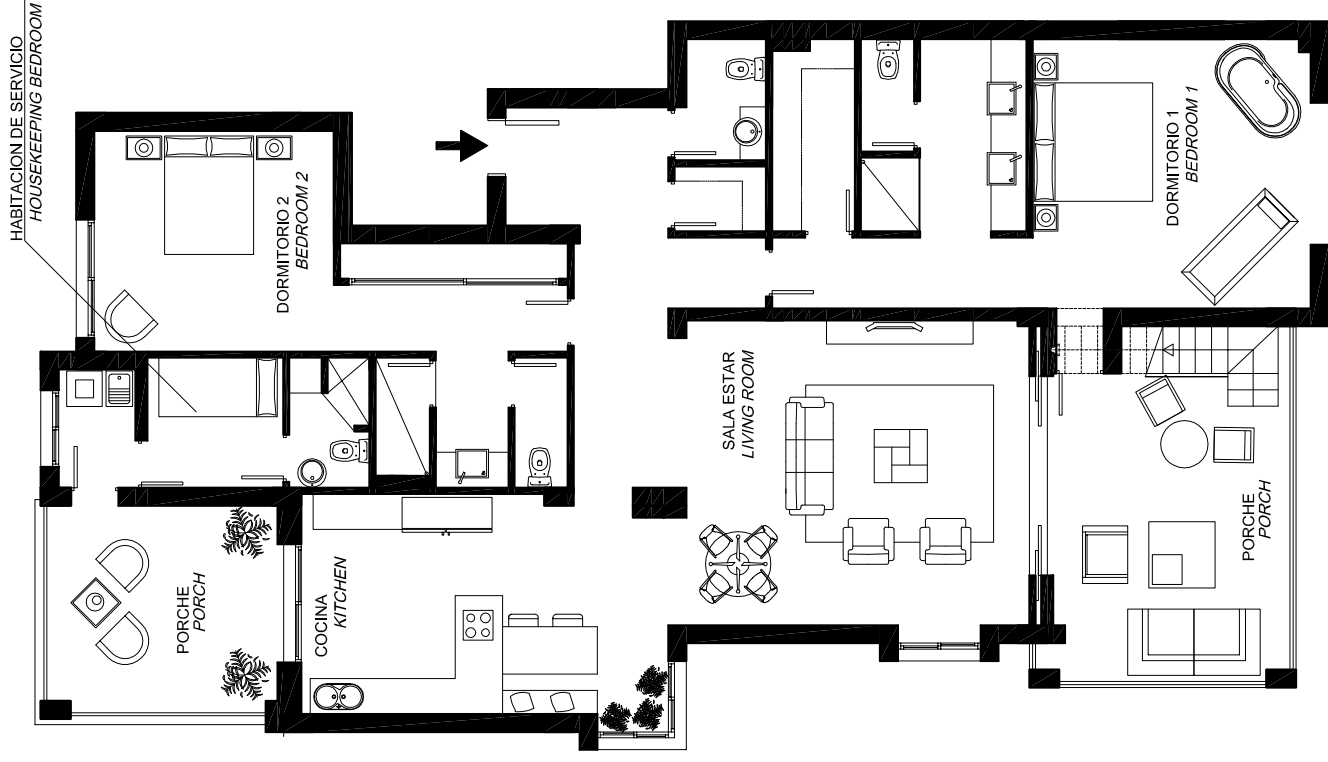 HABITACION DE SERVICIO
HOUSEKEEPING BEDROOM
DORMITORIO 2
BEDROOM 2
DORMITORIO 1
BEDROOM 1
SALA ESTAR
LIVING ROOM
PORCHE
PORCH
COCINA
KITCHEN
PORCHE
PORCH